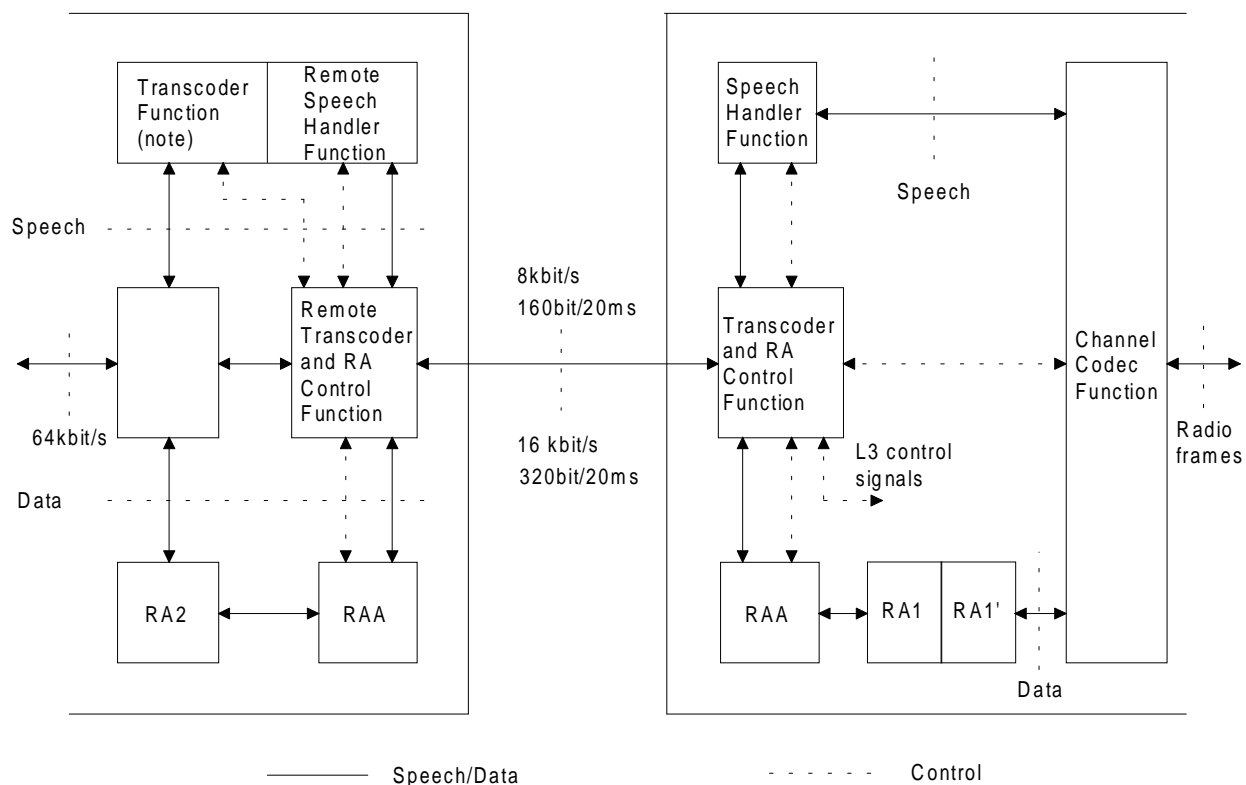 Transcoder
Function
(note)
Remote
Speech
Handler
Function
Speech
Handler
Function
Speech
Speech
8kbit/s
160bit/20ms
Remote
Transcoder
and RA
Control
Function
Transcoder
and RA
Control
Function
Channel
Codec
Function
64kbit/s
16 kbit/s
320bit/20ms
L3 control
signals
Radio
frames
Data
RA2
RAA
RAA
RA1
RA1'
Data
Speech/Data
Control